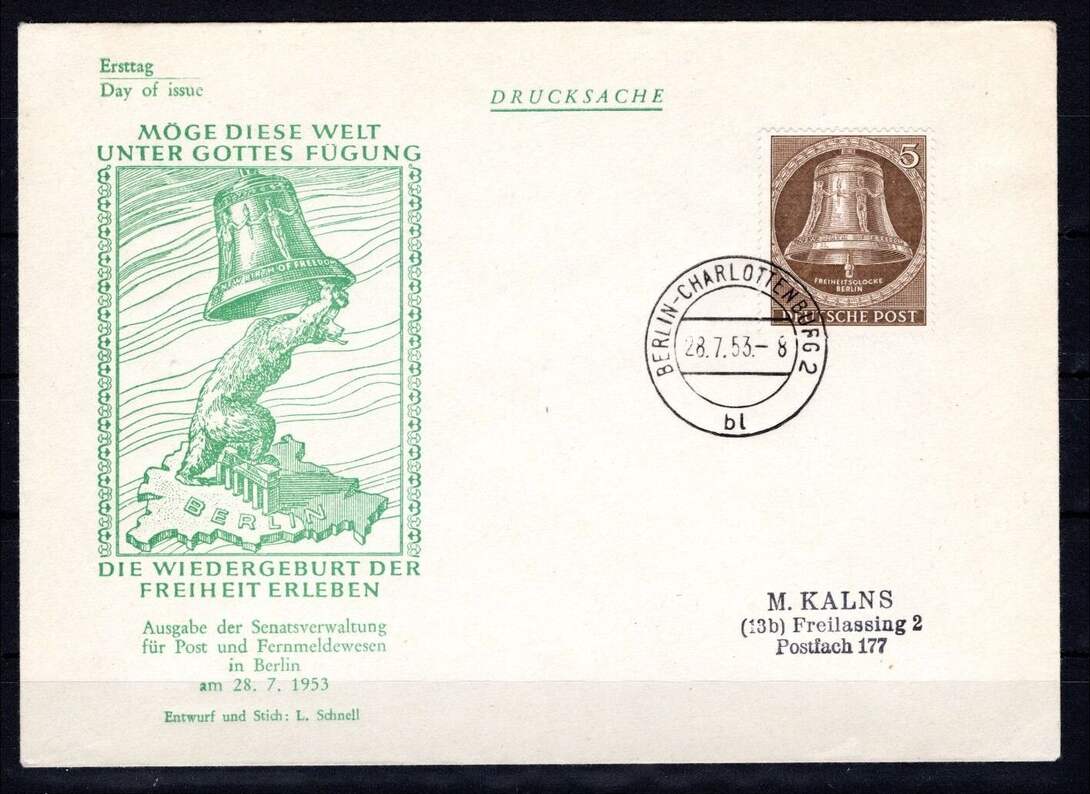 Ersttag
Day of issue
DRUCKSACHE
MÖGE DIESE WELT
UNTER GOTTES FÜGUNG
NEW BIRTH OF FREEDOM
BERLIN
DIE WIEDERGEBURT DER
FREIHEIT ERLEBEN
Ausgabe der Senatsverwaltung
für Post und Fernmeldewesen
in Berlin
am 28. 7. 1953
Entwurf und Stich: L. Schnell
5
FREIHEITSGLOCKE
BERLIN
DEUTSCHE POST
BERLIN-CHARLOTTENBURG 2
28.7.53.-8
bl
M. KALNS
(13b) Freilassing 2
Postfach 177